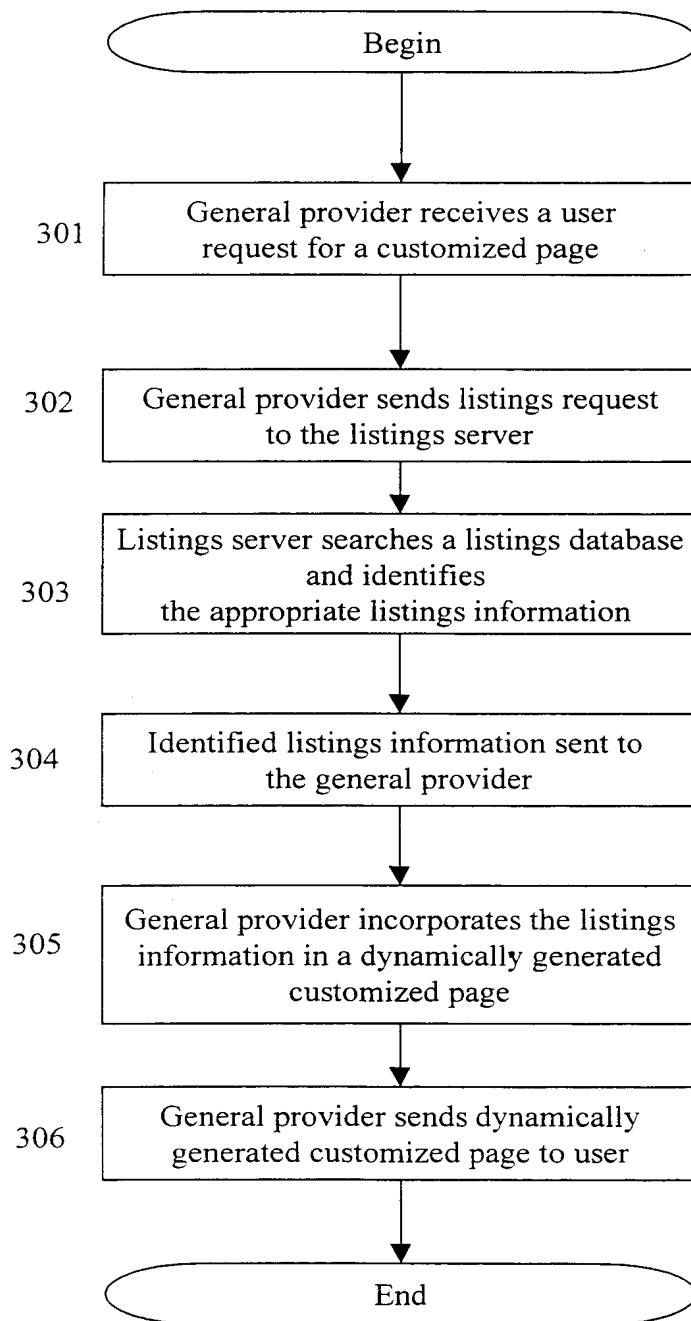 Begin
301
General provider receives a user
request for a customized page
302
General provider sends listings request
to the listings server
303
Listings server searches a listings database
and identifies
the appropriate listings information
304
Identified listings information sent to
the general provider
305
General provider incorporates the listings
information in a dynamically generated
customized page
306
General provider sends dynamically
generated customized page to user
End